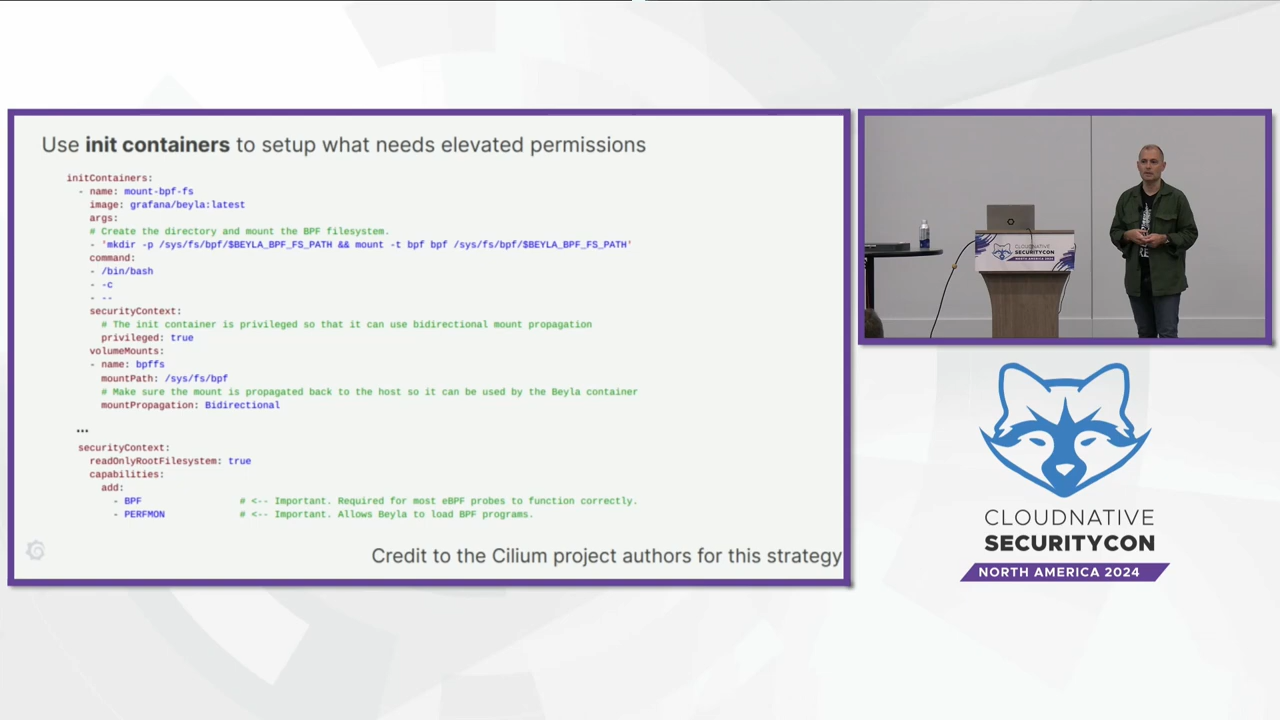 Use init containers to setup what needs elevated permissions
initContainers:
- name: mount-bpf-fs
image: grafana/beyla:latest
args:
# Create the directory and mount the BPF filesystem.
- 'mkdir -p /sys/fs/bpf/$BEYLA_BPF_FS_PATH && mount -t bpf bpf /sys/fs/bpf/$BEYLA_BPF_FS_PATH'
command:
- /bin/bash
- -c
- --
securityContext:
# The init container is privileged so that it can use bidirectional mount propagation
privileged: true
volumeMounts:
- name: bpffs
mountPath: /sys/fs/bpf
# Make sure the mount is propagated back to the host so it can be used by the Beyla container
mountPropagation: Bidirectional
...
securityContext:
readOnlyRootFilesystem: true
capabilities:
add:
- BPF # <-- Important. Required for most eBPF probes to function correctly.
- PERFMON # <-- Important. Allows Beyla to load BPF programs.
Credit to the Cilium project authors for this strategy
CLOUDNATIVE
SECURITYCON
CLOUDNATIVE
SECURITYCON
NORTH AMERICA 2024